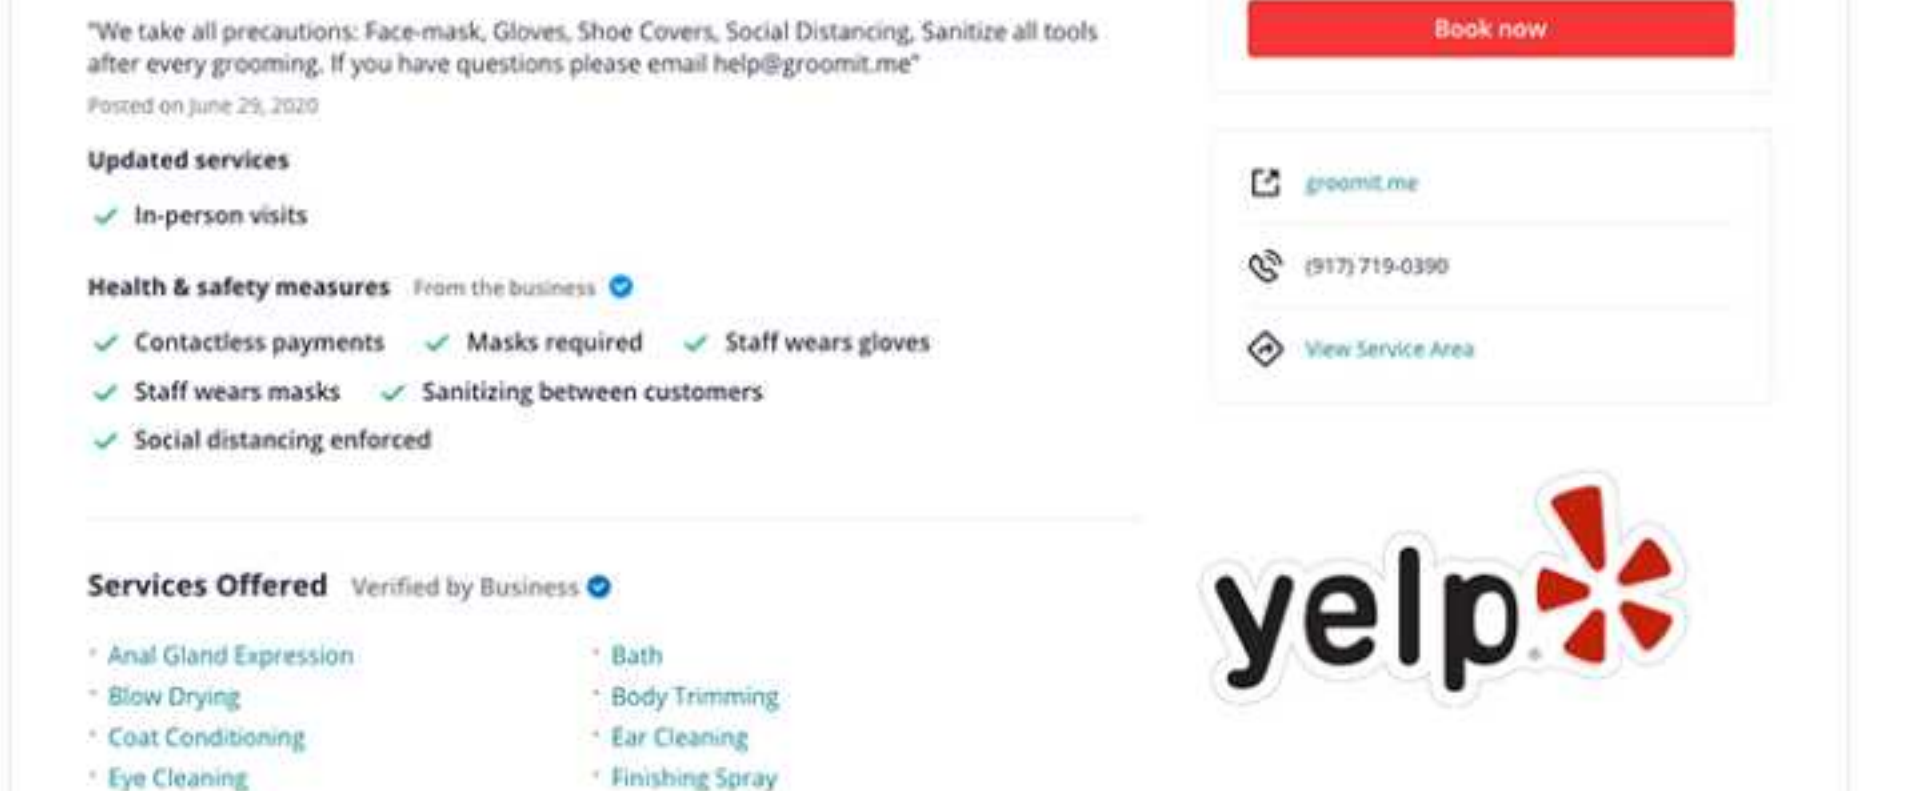 "We take all precautions: Face-mask, Gloves, Shoe Covers, Social Distancing, Sanitize all tools
after every grooming. If you have questions please email help@groomit.me"
Posted on June 29, 2020
Updated services
In-person visits
Health & safety measures From the business
Contactless payments Masks required Staff wears gloves
Staff wears masks Sanitizing between customers
Social distancing enforced
Services Offered Verified by Business
Anal Gland Expression Bath
Blow Drying Body Trimming
Coat Conditioning Ear Cleaning
Eye Cleaning Finishing Spray
Book now
groomit.me
(917) 719-0390
View Service Area
yelp